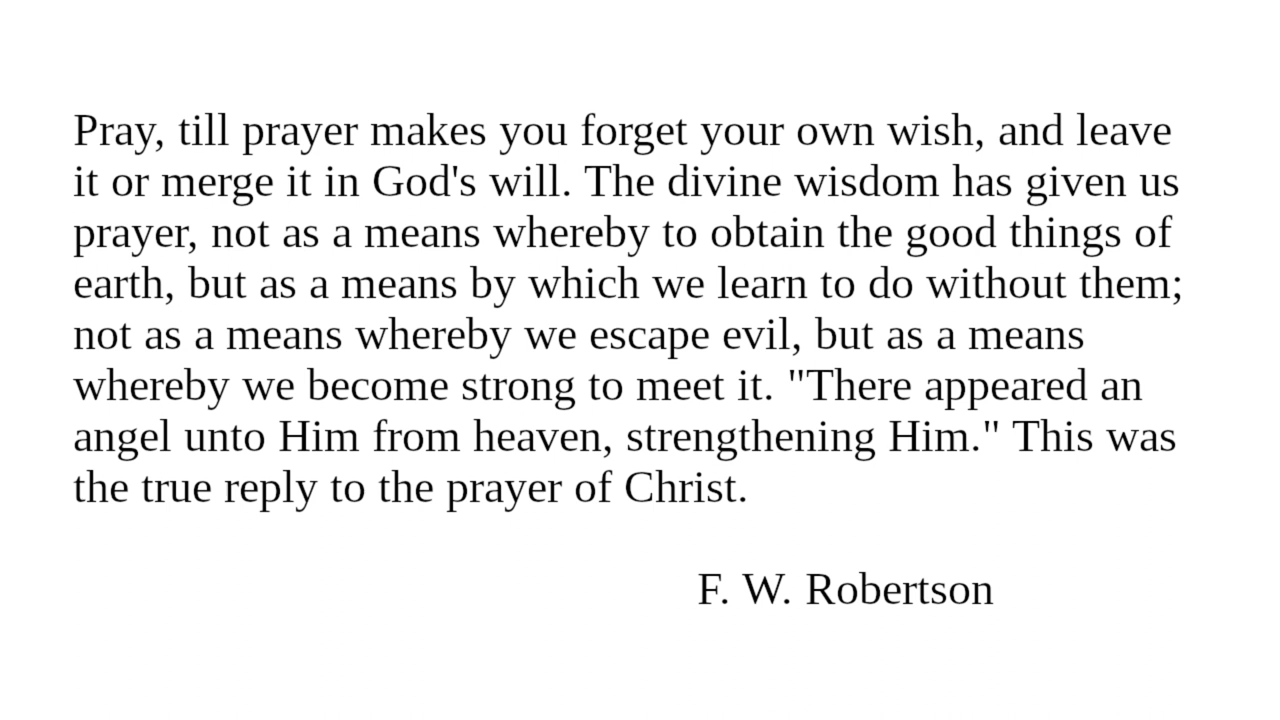 Pray, till prayer makes you forget your own wish, and leave
it or merge it in God's will. The divine wisdom has given us
prayer, not as a means whereby to obtain the good things of
earth, but as a means by which we learn to do without them;
not as a means whereby we escape evil, but as a means
whereby we become strong to meet it. "There appeared an
angel unto Him from heaven, strengthening Him." This was
the true reply to the prayer of Christ.
F. W. Robertson